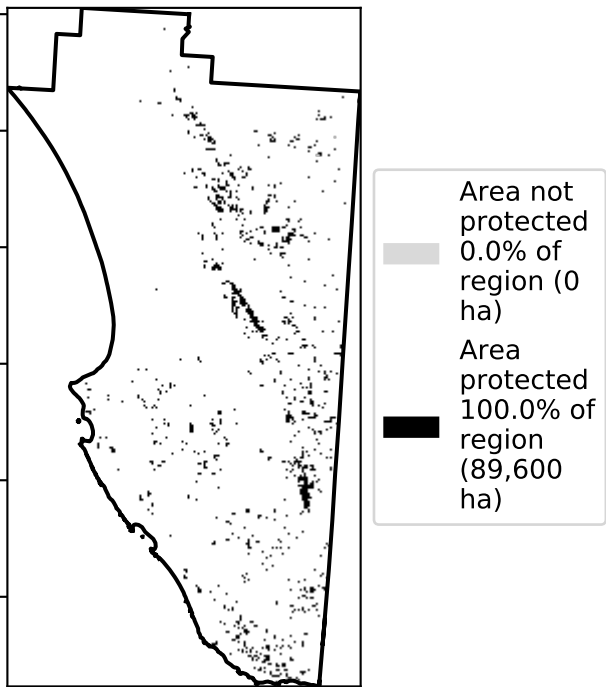 Area not
protected
0.0% of
region (0
ha)
Area
protected
100.0% of
region
(89,600
ha)